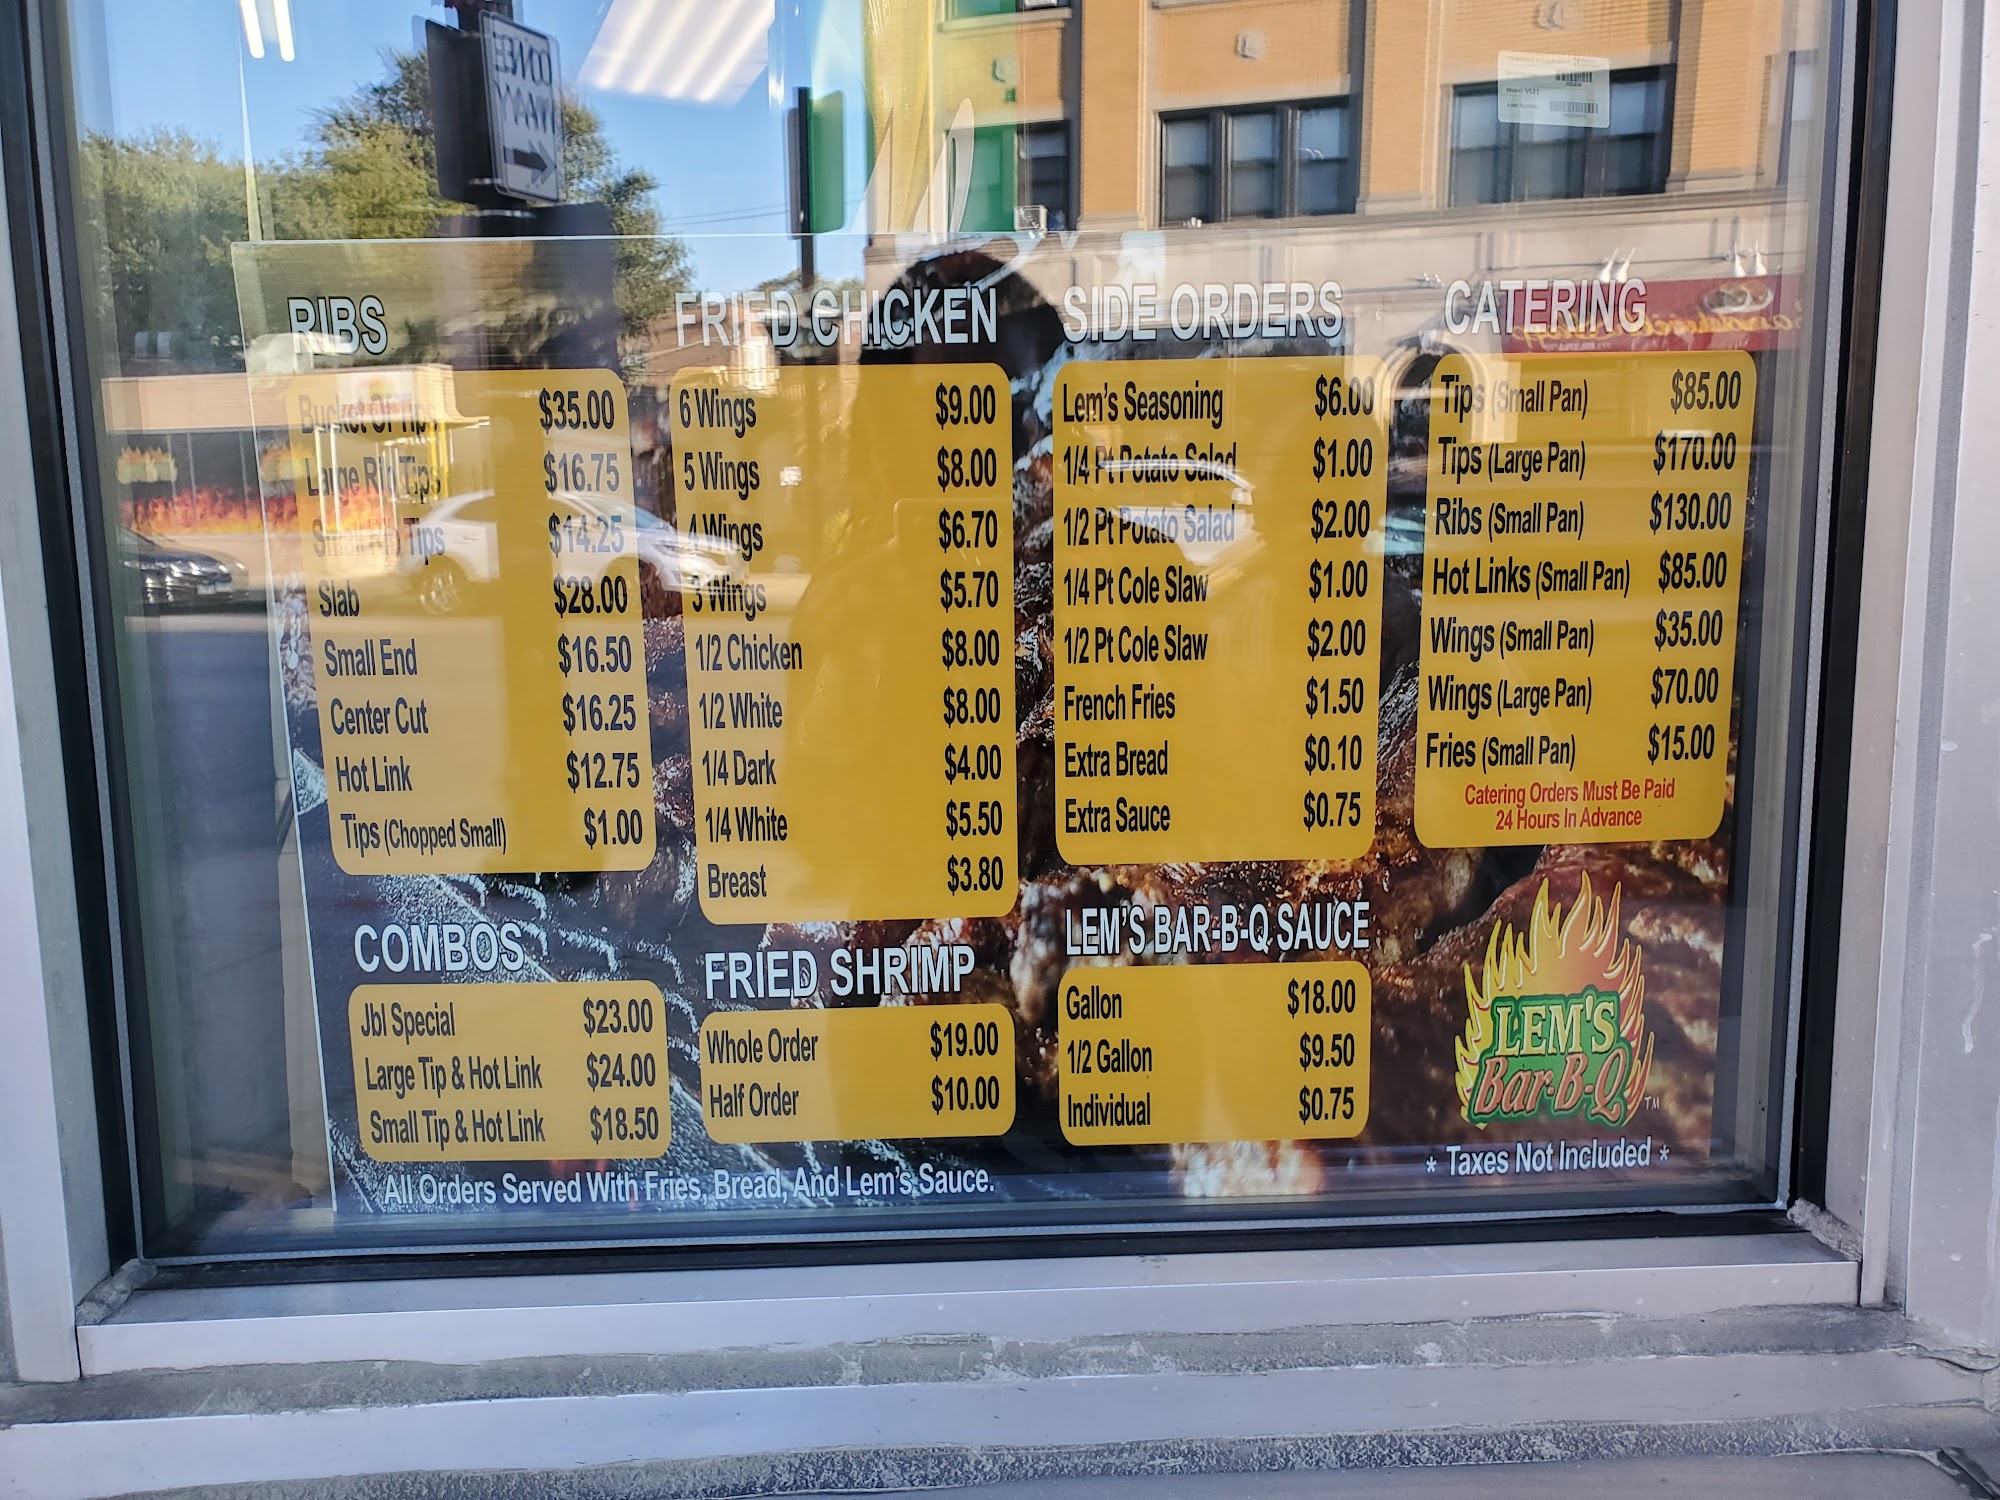 RIBS
Bucket Of Tips $35.00
Large Rib Tips $16.75
Small Rib Tips $14.25
Slab $28.00
Small End $16.50
Center Cut $16.25
Hot Link $12.75
Tips (Chopped Small) $1.00
COMBOS
Jbl Special $23.00
Large Tip & Hot Link $24.00
Small Tip & Hot Link $18.50
FRIED CHICKEN
6 Wings $9.00
5 Wings $8.00
4 Wings $6.70
3 Wings $5.70
1/2 Chicken $8.00
1/2 White $8.00
1/4 Dark $4.00
1/4 White $5.50
Breast $3.80
FRIED SHRIMP
Whole Order $19.00
Half Order $10.00
All Orders Served With Fries, Bread, And Lem's Sauce.
SIDE ORDERS
Lem's Seasoning $6.00
1/4 Pt Potato Salad $1.00
1/2 Pt Potato Salad $2.00
1/4 Pt Cole Slaw $1.00
1/2 Pt Cole Slaw $2.00
French Fries $1.50
Extra Bread $0.10
Extra Sauce $0.75
LEM'S BAR-B-Q SAUCE
Gallon $18.00
1/2 Gallon $9.50
Individual $0.75
CATERING
Tips (Small Pan) $85.00
Tips (Large Pan) $170.00
Ribs (Small Pan) $130.00
Hot Links (Small Pan) $85.00
Wings (Small Pan) $35.00
Wings (Large Pan) $70.00
Fries (Small Pan) $15.00
Catering Orders Must Be Paid
24 Hours In Advance
LEM'S
Bar-B-Q TM
* Taxes Not Included *